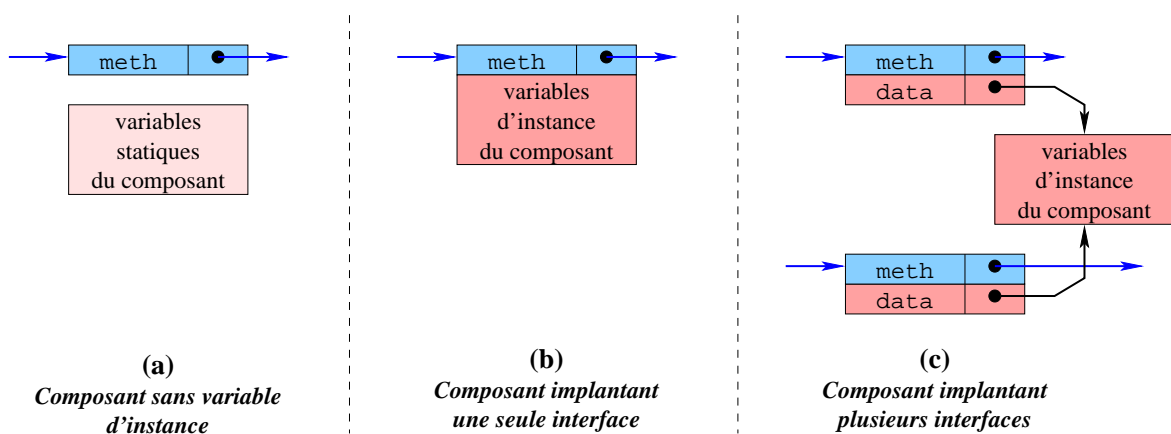 meth
variables
statiques
du composant
(a)
Composant sans variable
d’instance
meth
variables
d’instance
du composant
(b)
Composant implantant
une seule interface
meth
data
variables
d’instance
du composant
meth
data
(c)
Composant implantant
plusieurs interfaces